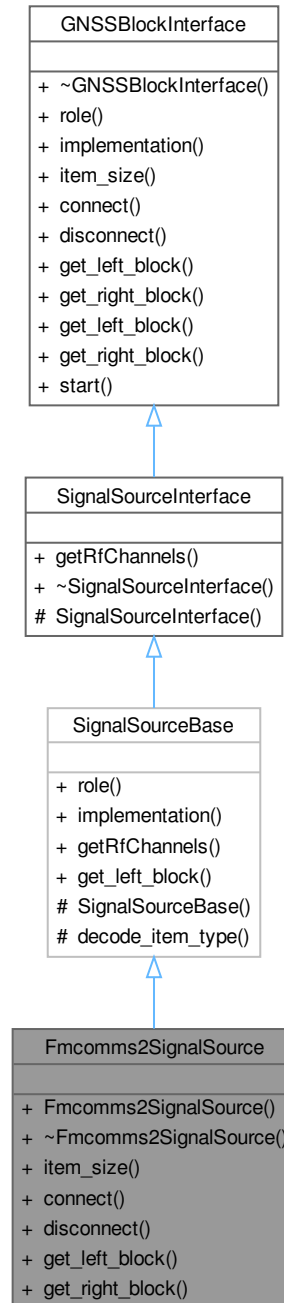 GNSSBlockInterface
+ ~GNSSBlockInterface()
+ role()
+ implementation()
+ item_size()
+ connect()
+ disconnect()
+ get_left_block()
+ get_right_block()
+ get_left_block()
+ get_right_block()
+ start()
SignalSourceInterface
+ getRfChannels()
+ ~SignalSourceInterface()
# SignalSourceInterface()
SignalSourceBase
+ role()
+ implementation()
+ getRfChannels()
+ get_left_block()
# SignalSourceBase()
# decode_item_type()
Fmcomms2SignalSource
+ Fmcomms2SignalSource()
+ ~Fmcomms2SignalSource()
+ item_size()
+ connect()
+ disconnect()
+ get_left_block()
+ get_right_block()